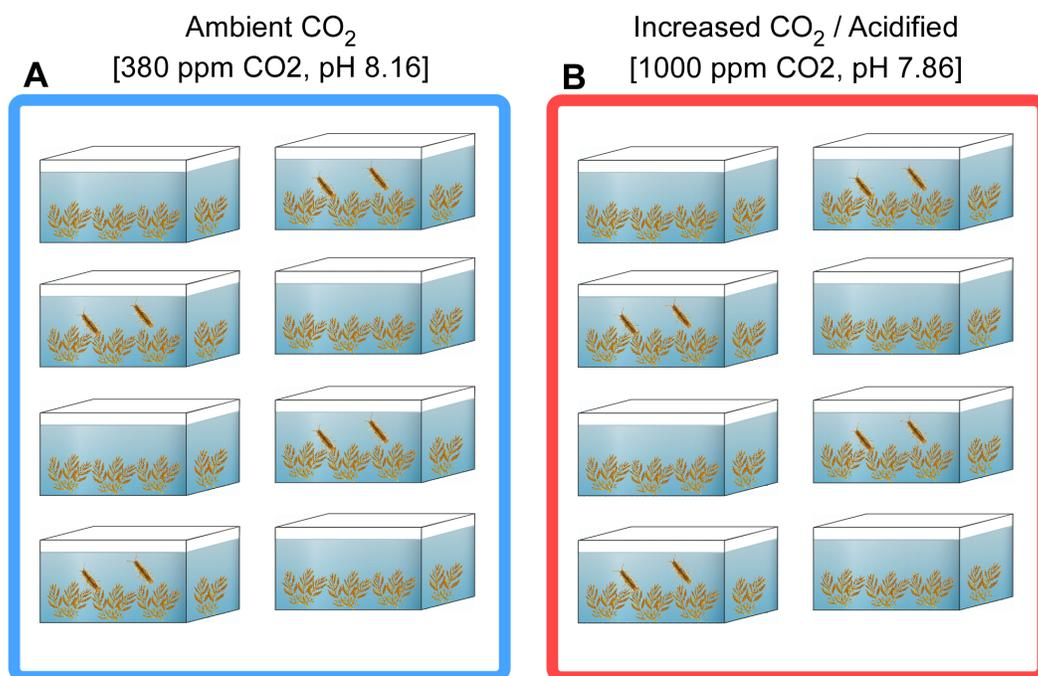 Ambient CO₂
[380 ppm CO2, pH 8.16]
A
Increased CO₂ / Acidified
[1000 ppm CO2, pH 7.86]
B